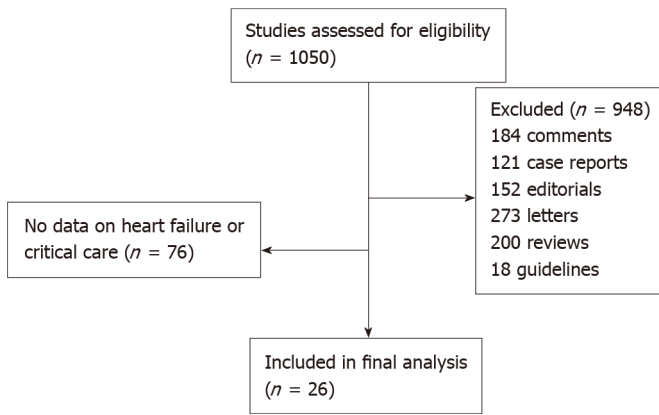 Studies assessed for eligibility
(n = 1050)
Excluded (n = 948)
184 comments
121 case reports
152 editorials
273 letters
200 reviews
18 guidelines
No data on heart failure or
critical care (n = 76)
Included in final analysis
(n = 26)